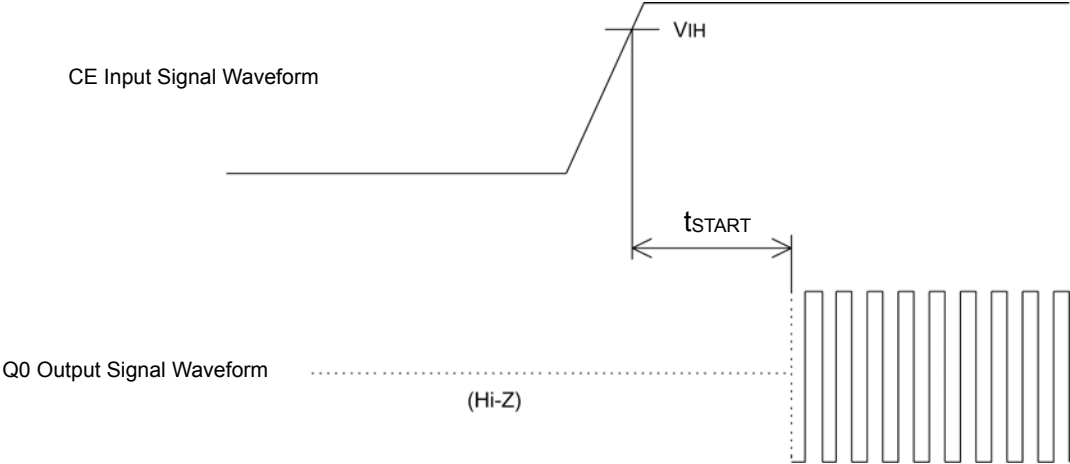 VIH
CE Input Signal Waveform
tSTART
Q0 Output Signal Waveform
(Hi-Z)